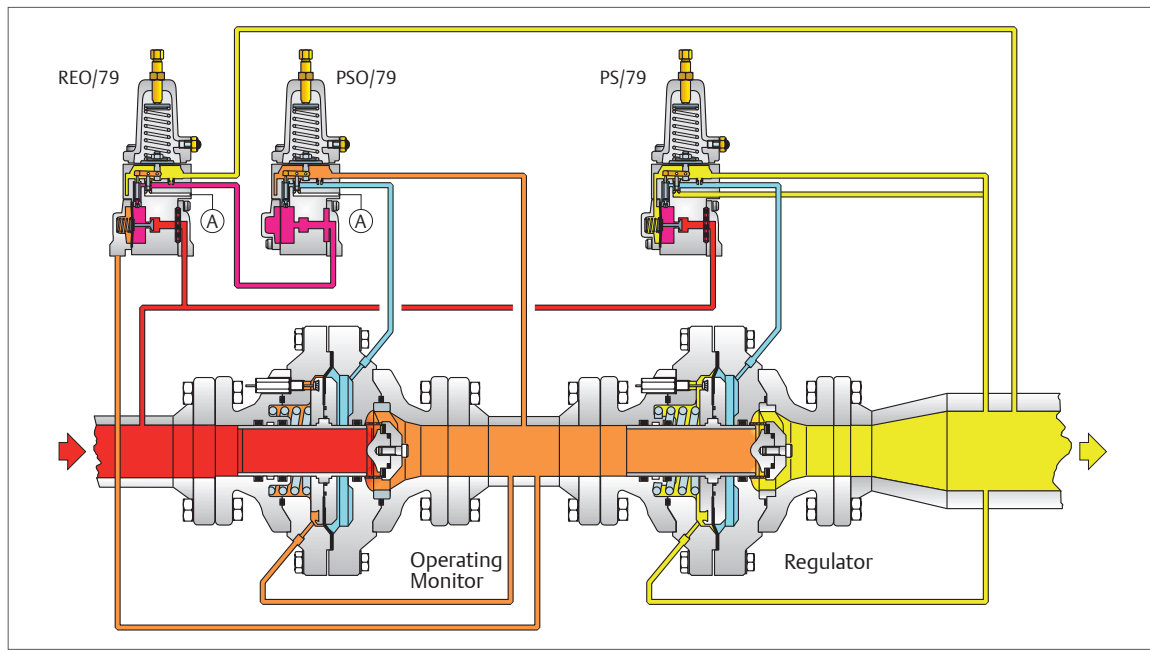 REO/79
PSO/79
PS/79
A
A
Operating
Monitor
Regulator